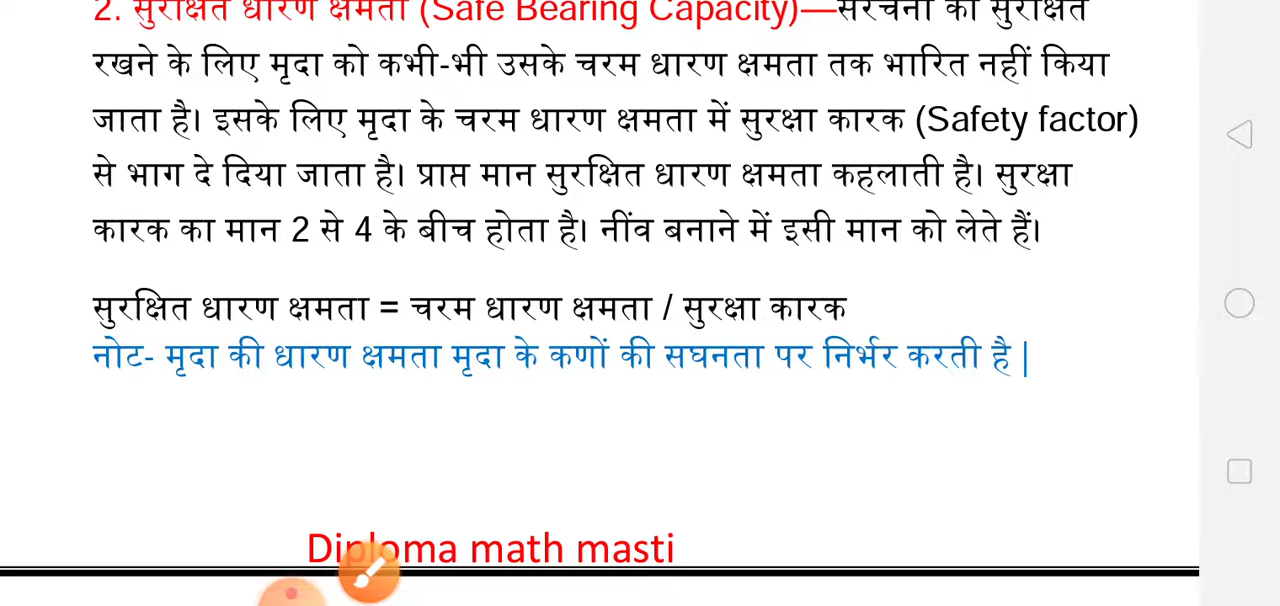 2. सुरक्षित धारण क्षमता (Safe Bearing Capacity)—संरचना को सुरक्षित
रखने के लिए मृदा को कभी-भी उसके चरम धारण क्षमता तक भारित नहीं किया
जाता है। इसके लिए मृदा के चरम धारण क्षमता में सुरक्षा कारक (Safety factor)
से भाग दे दिया जाता है। प्राप्त मान सुरक्षित धारण क्षमता कहलाती है। सुरक्षा
कारक का मान 2 से 4 के बीच होता है। नींव बनाने में इसी मान को लेते हैं।
सुरक्षित धारण क्षमता = चरम धारण क्षमता / सुरक्षा कारक
नोट- मृदा की धारण क्षमता मृदा के कणों की सघनता पर निर्भर करती है |
Diploma math masti